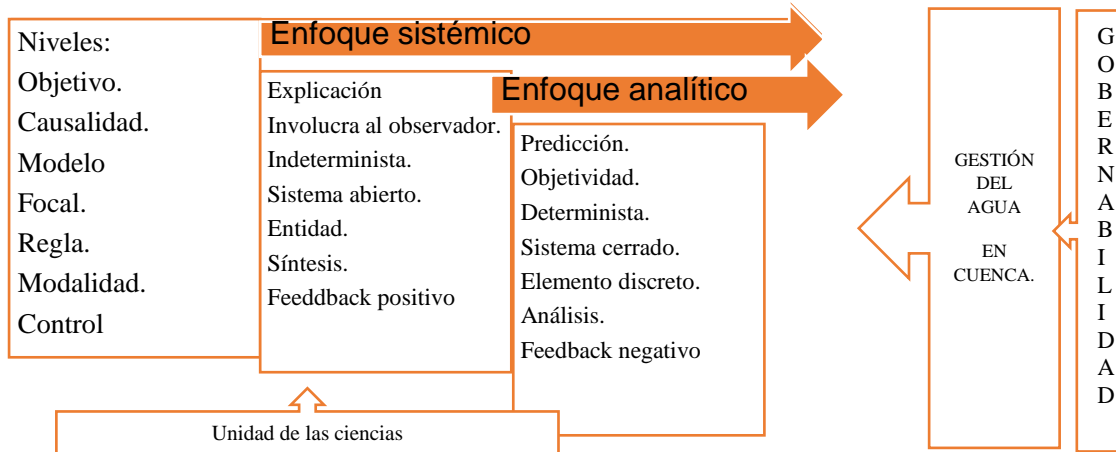 Niveles:
Objetivo.
Causalidad.
Modelo
Focal.
Regla.
Modalidad.
Control
Enfoque sistémico
Explicación
Involucra al observador.
Indeterminista.
Sistema abierto.
Entidad.
Síntesis.
Feeddback positivo
Enfoque analítico
Predicción.
Objetividad.
Determinista.
Sistema cerrado.
Elemento discreto.
Análisis.
Feedback negativo
Unidad de las ciencias
GESTIÓN
DEL
AGUA
EN
CUENCA.
G
O
B
E
R
N
A
B
I
L
I
D
A
D